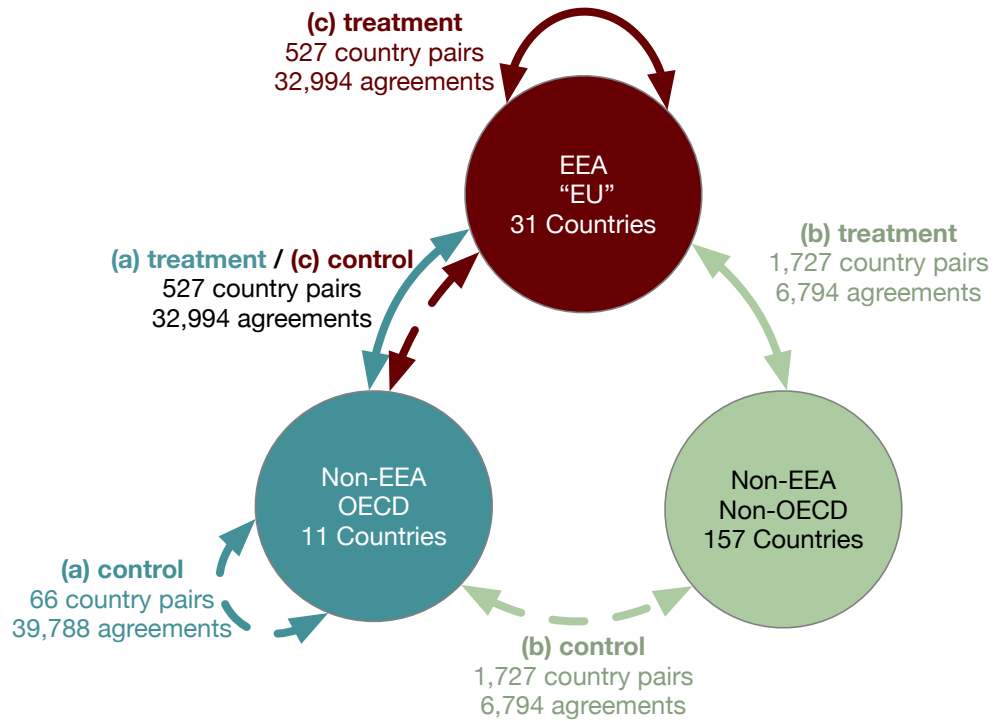 (c) treatment
527 country pairs
32,994 agreements
EEA
“EU”
31 Countries
(a) treatment / (c) control
527 country pairs
32,994 agreements
(b) treatment
1,727 country pairs
6,794 agreements
Non-EEA
OECD
11 Countries
Non-EEA
Non-OECD
157 Countries
(a) control
66 country pairs
39,788 agreements
(b) control
1,727 country pairs
6,794 agreements